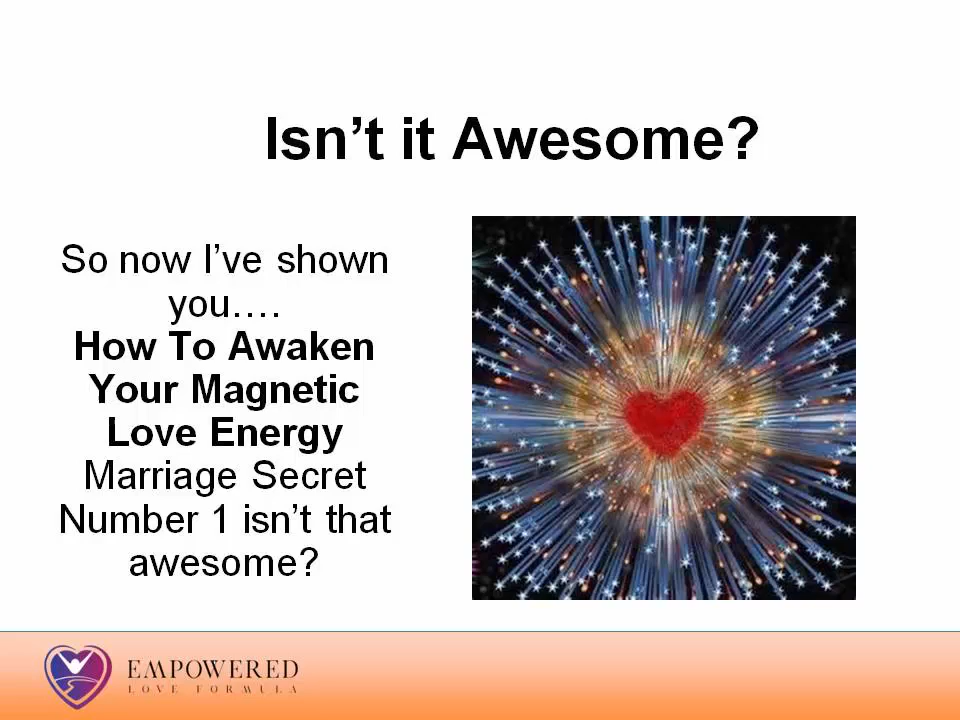 Isn’t it Awesome?
So now I’ve shown
you….
How To Awaken
Your Magnetic
Love Energy
Marriage Secret
Number 1 isn’t that
awesome?
EMPOWERED
LOVE FORMULA